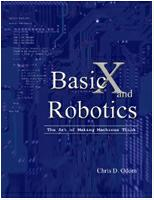 BasicX and
Robotics
The Art of Making Machines Think
Chris D. Odom